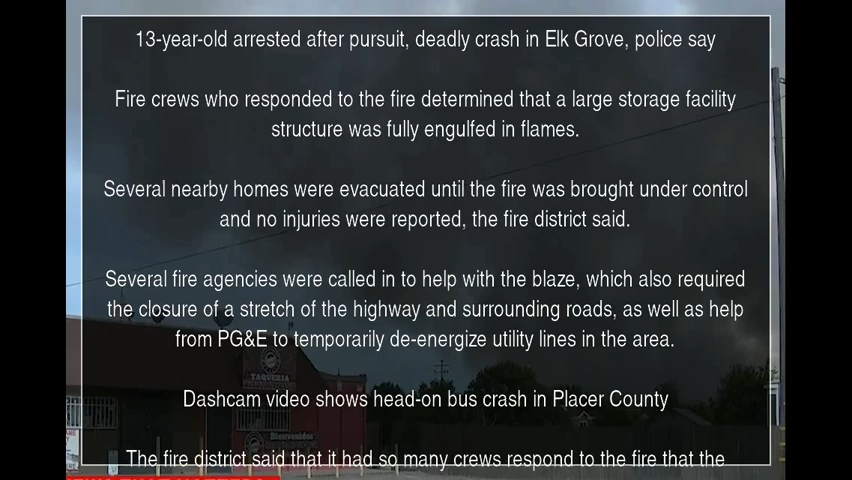 13-year-old arrested after pursuit, deadly crash in Elk Grove, police say
Fire crews who responded to the fire determined that a large storage facility
structure was fully engulfed in flames.
Several nearby homes were evacuated until the fire was brought under control
and no injuries were reported, the fire district said.
Several fire agencies were called in to help with the blaze, which also required
the closure of a stretch of the highway and surrounding roads, as well as help
from PG&E to temporarily de-energize utility lines in the area.
TAQUERIA
Dashcam video shows head-on bus crash in Placer County
Bienvenidos
The fire district said that it had so many crews respond to the fire that the